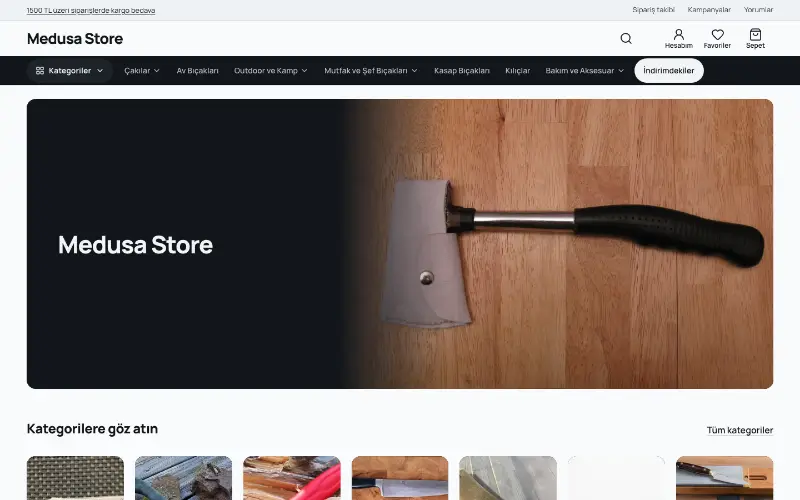 1500 TL üzeri siparişlerde kargo bedava
Sipariş takibi
Kampanyalar
Yorumlar
Medusa Store
Hesabım
Favoriler
Sepet
Kategoriler
Çakılar
Av Bıçakları
Outdoor ve Kamp
Mutfak ve Şef Bıçakları
Kasap Bıçakları
Kılıçlar
Bakım ve Aksesuar
İndirimdekiler
Medusa Store
Kategorilere göz atın
Tüm kategoriler